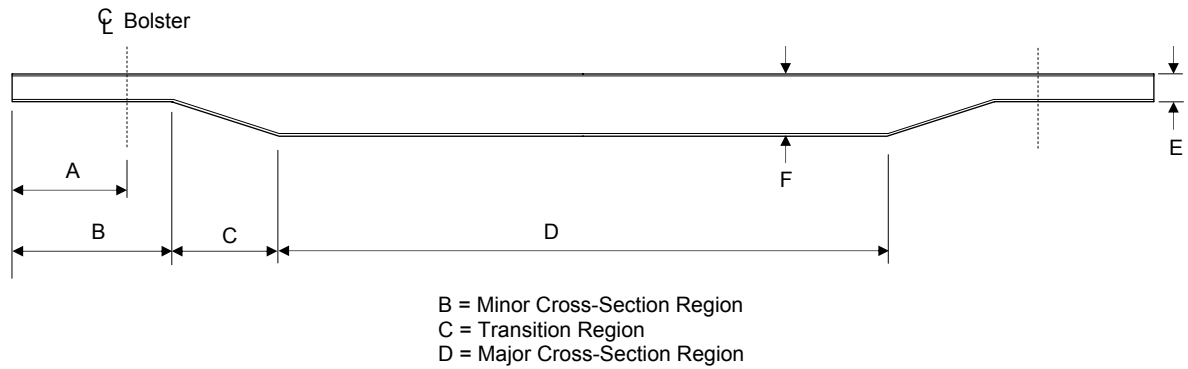 ℄ Bolster
A
E
F
B
C
D
B = Minor Cross-Section Region
C = Transition Region
D = Major Cross-Section Region